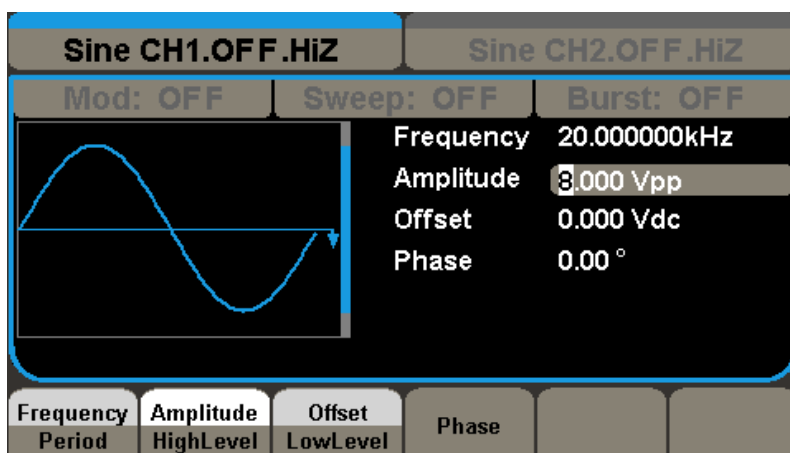 Sine CH1.OFF.HiZ Sine CH2.OFF.HiZ
Mod: OFF Sweep: OFF Burst: OFF
Frequency 20.000000kHz
Amplitude 8.000 Vpp
Offset 0.000 Vdc
Phase 0.00 °
Frequency Amplitude Offset Phase
Period HighLevel LowLevel